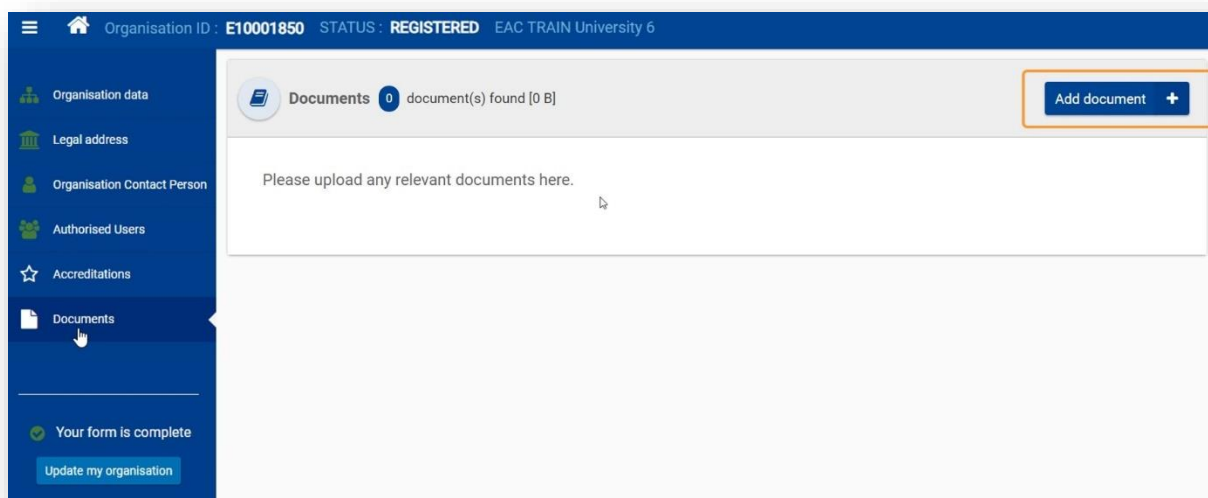 Organisation ID : E10001850 STATUS : REGISTERED EAC TRAIN University 6
Organisation data
Legal address
Organisation Contact Person
Authorised Users
Accreditations
Documents
Your form is complete
Update my organisation
Documents 0 document(s) found [0 B]
Add document +
Please upload any relevant documents here.